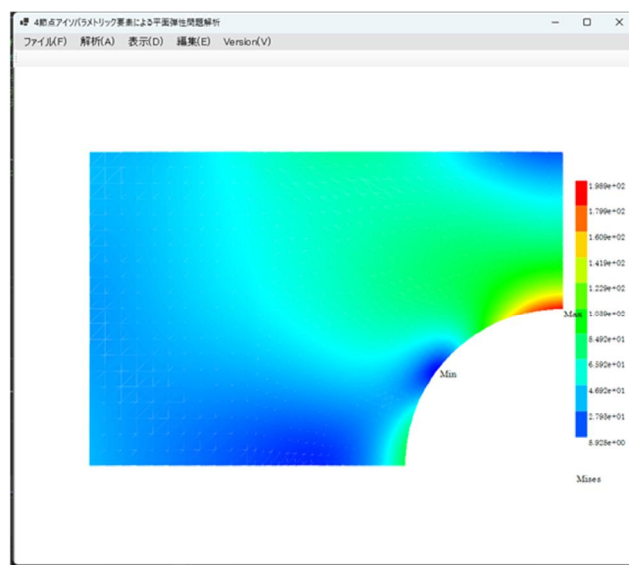 4節点アイソパラメトリック要素による平面弾性問題解析
ファイル(F) 解析(A) 表示(D) 編集(E) Version(V)
1.989e+02
1.799e+02
1.609e+02
1.419e+02
1.229e+02
Max
1.039e+02
8.492e+01
6.592e+01
Min
4.692e+01
2.793e+01
8.928e+00
Mises